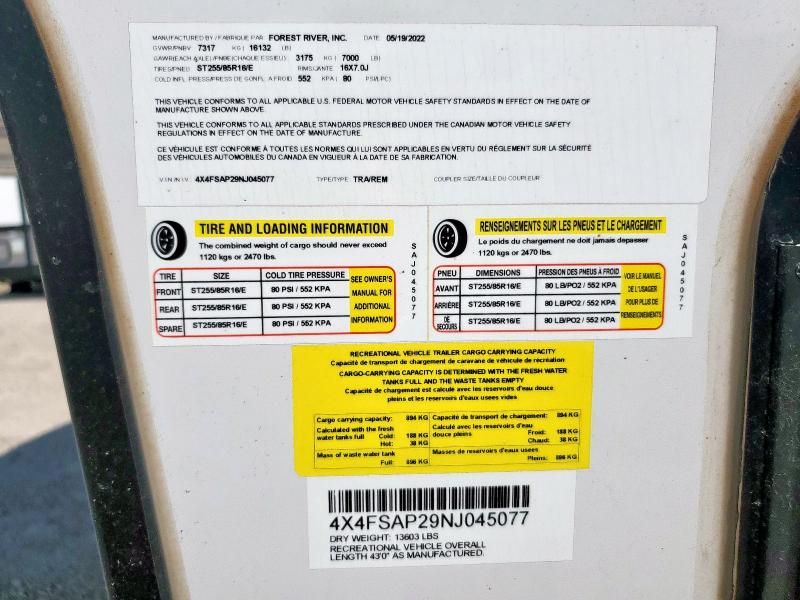 MANUFACTURED BY / FABRIQUE PAR FOREST RIVER, INC. DATE 05/19/2022
GVWR/PNBV 7317 KG ( 16132 LB)
GAWR(EACH AXLE)/PNBE(CHAQUE ESSIEU) 3175 KG ( 7000 LB)
TIRES/PNEU ST255/85R16/E RIMS/JANTE 16X7.0J
COLD INFL. PRESS/PRESS DE GONFL. A FROID 552 KPA ( 80 PSI/LPC)
THIS VEHICLE CONFORMS TO ALL APPLICABLE U.S. FEDERAL MOTOR VEHICLE SAFETY STANDARDS IN EFFECT ON THE DATE OF
MANUFACTURE SHOWN ABOVE.
THIS VEHICLE CONFORMS TO ALL APPLICABLE STANDARDS PRESCRIBED UNDER THE CANADIAN MOTOR VEHICLE SAFETY
REGULATIONS IN EFFECT ON THE DATE OF MANUFACTURE.
CE VÉHICULE EST CONFORME À TOUTES LES NORMES QUI LUI SONT APPLICABLES EN VERTU DU RÈGLEMENT SUR LA SÉCURITÉ
DES VÉHICULES AUTOMOBILES DU CANADA EN VIGUEUR À LA DATE DE SA FABRICATION.
V.I.N./N.I.V.: 4X4FSAP29NJ045077 TYPE/TYPE: TRA/REM COUPLER SIZE/TAILLE DU COUPLEUR
TIRE AND LOADING INFORMATION
The combined weight of cargo should never exceed
1120 kgs or 2470 lbs.
TIRE SIZE COLD TIRE PRESSURE SEE OWNER'S MANUAL FOR ADDITIONAL INFORMATION
FRONT ST255/85R16/E 80 PSI / 552 KPA
REAR ST255/85R16/E 80 PSI / 552 KPA
SPARE ST255/85R16/E 80 PSI / 552 KPA
SAJ045077
RENSEIGNEMENTS SUR LES PNEUS ET LE CHARGEMENT
Le poids du chargement ne doit jamais depasser
1120 kgs or 2470 lbs.
PNEU DIMENSIONS PRESSION DES PNEUS À FROID VOIR LE MANUEL DE L'USAGER POUR PLUS DE RENSEIGNEMENTS
AVANT ST255/85R16/E 80 LB/PO2 / 552 KPA
ARRIÈRE ST255/85R16/E 80 LB/PO2 / 552 KPA
DE SECOURS ST255/85R16/E 80 LB/PO2 / 552 KPA
SAJ045077
RECREATIONAL VEHICLE TRAILER CARGO CARRYING CAPACITY
Capacité de transport de chargement de caravane de véhicule de récréation
CARGO-CARRYING CAPACITY IS DETERMINED WITH THE FRESH WATER
TANKS FULL AND THE WASTE TANKS EMPTY
Capacité de chargement est calculé avec les réservoirs d'eau douce
pleins et les reservoirs d'eaux usees vides
Cargo carrying capacity: 894 KG
Calculated with the fresh
water tanks full Cold: 188 KG
Hot: 38 KG
Mass of waste water tank
Full: 896 KG
Capacité de transport de chargement: 894 KG
Calculé avec les reservoirs d'eau
douce pleins Froid: 188 KG
Chaud: 38 KG
Masses de reservoirs d'eaux usees
Pleins: 896 KG
4X4FSAP29NJ045077
DRY WEIGHT: 13603 LBS
RECREATIONAL VEHICLE OVERALL
LENGTH 43'0" AS MANUFACTURED.